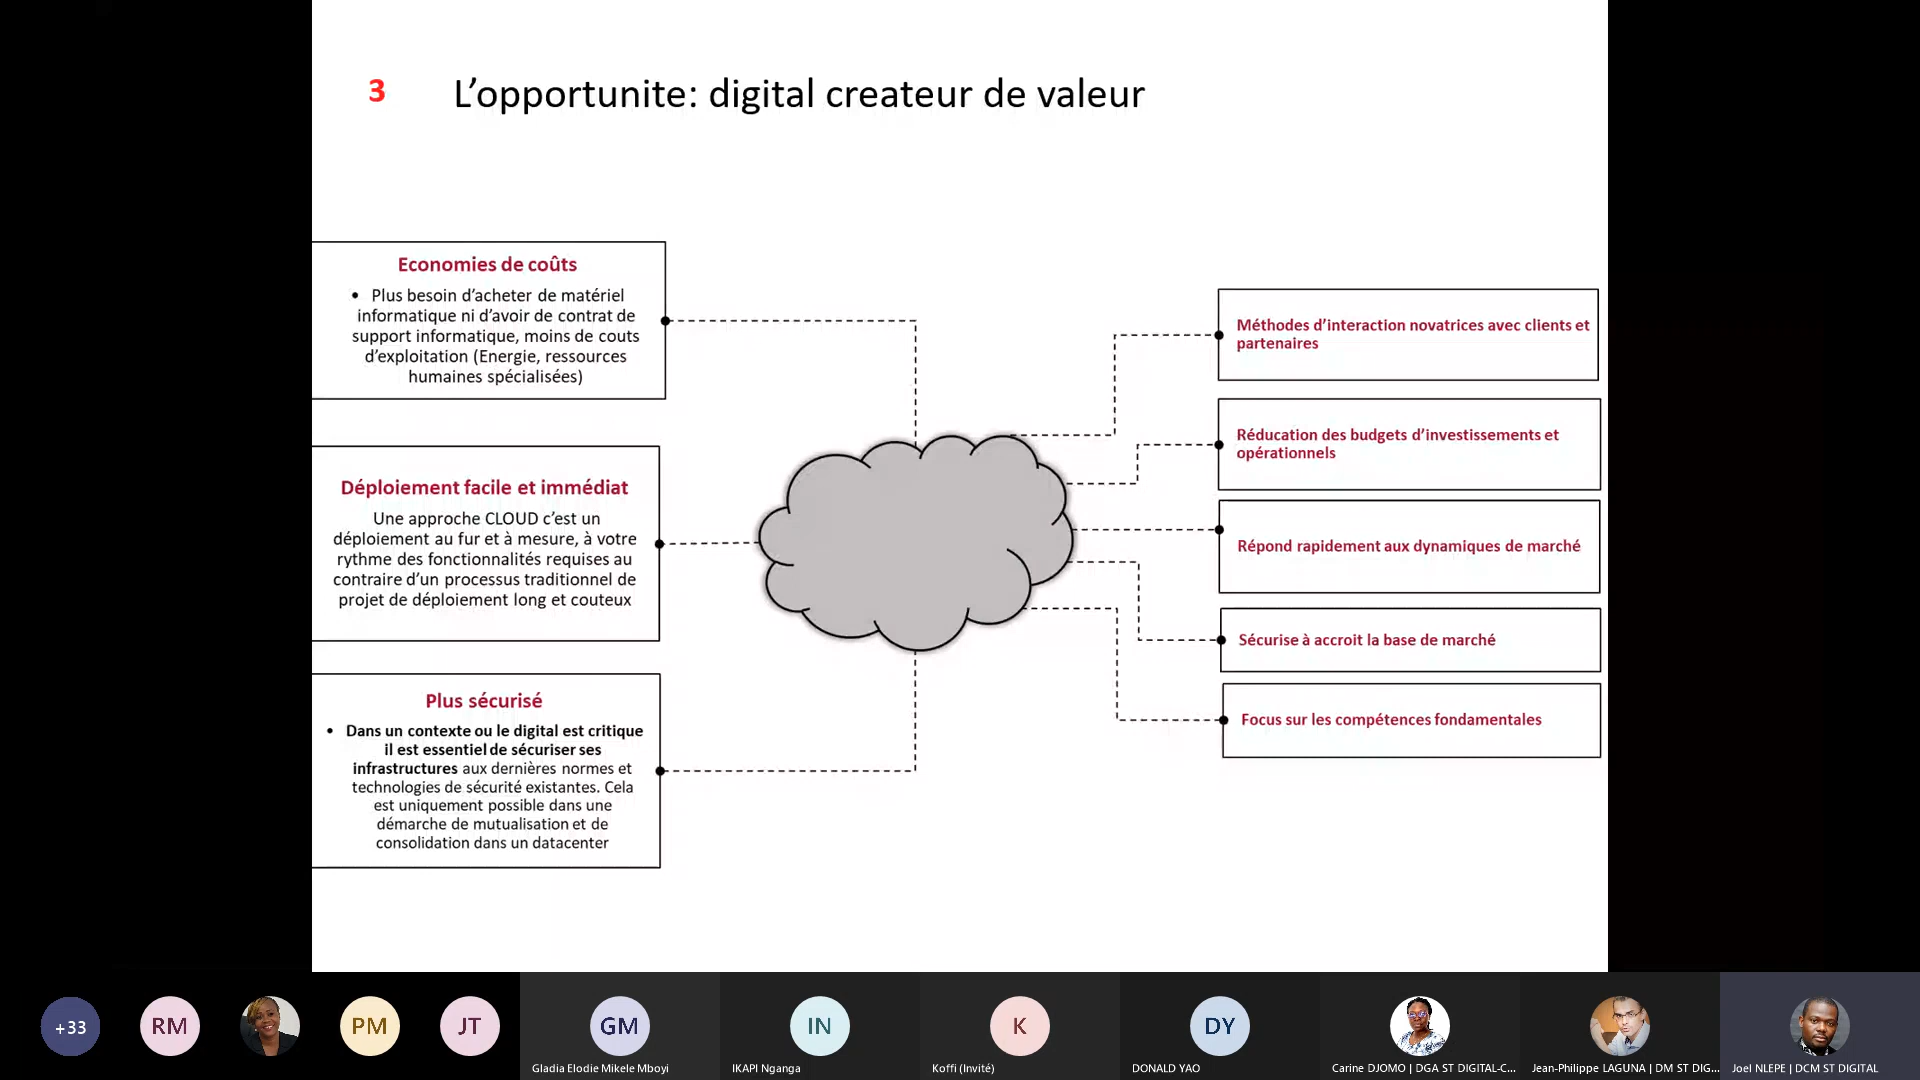 3
L'opportunite: digital createur de valeur
Economies de coûts
• Plus besoin d'acheter de matériel
informatique ni d'avoir de contrat de
support informatique, moins de couts
d'exploitation (Energie, ressources
humaines spécialisées)
Déploiement facile et immédiat
Une approche CLOUD c'est un
déploiement au fur et à mesure, à votre
rythme des fonctionnalités requises au
contraire d'un processus traditionnel de
projet de déploiement long et couteux
Plus sécurisé
• Dans un contexte ou le digital est critique
il est essentiel de sécuriser ses
infrastructures aux dernières normes et
technologies de sécurité existantes. Cela
est uniquement possible dans une
démarche de mutualisation et de
consolidation dans un datacenter
Méthodes d'interaction novatrices avec clients et
partenaires
Réducation des budgets d'investissements et
opérationnels
Répond rapidement aux dynamiques de marché
Sécurise à accroit la base de marché
Focus sur les compétences fondamentales
+33
RM
PM
JT
GM
IN
K
DY
Gladia Elodie Mikele Mboyi
IKAPI Nganga
Koffi (Invité)
DONALD YAO
Carine DJOMO | DGA ST DIGITAL-C...
Jean-Philippe LAGUNA | DM ST DIG...
Joel NLEPE | DCM ST DIGITAL